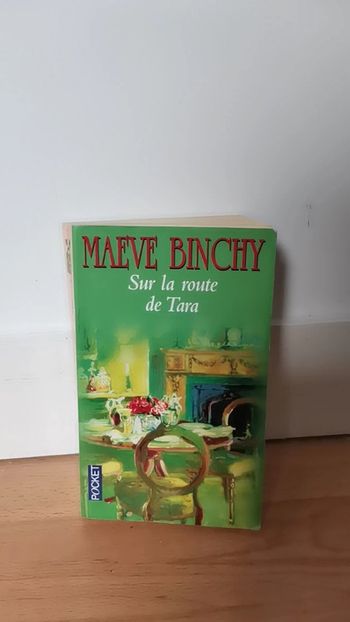 MAEVE BINCHY
Sur la route
de Tara
POCKET